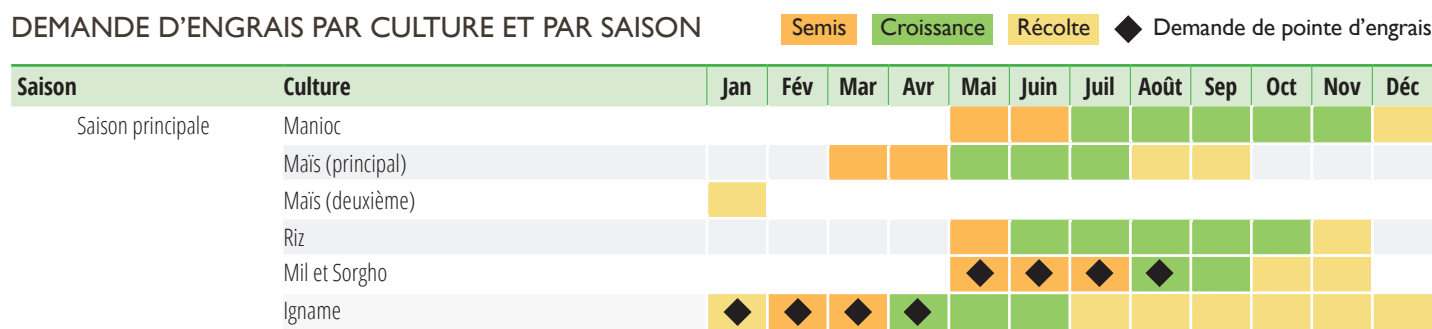 DEMANDE D’ENGRAIS PAR CULTURE ET PAR SAISON Semis Croissance Récolte Demande de pointe d’engrais
Saison Culture Jan Fév Mar Avr Mai Juin Juil Août Sep Oct Nov Déc
Saison principale Manioc
Maïs (principal)
Maïs (deuxième)
Riz
Mil et Sorgho
Igname